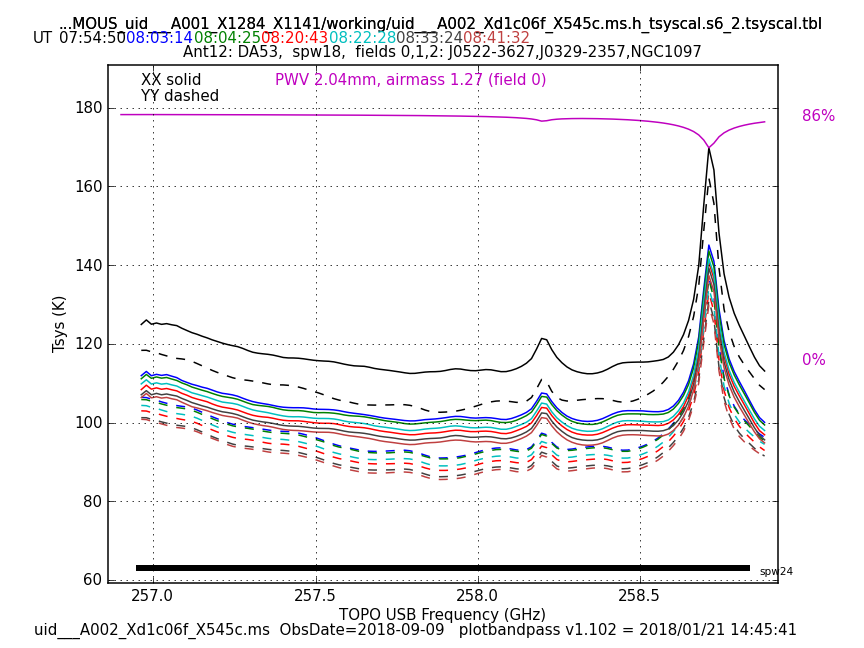 ...MOUS_uid___A001_X1284_X1141/working/uid___A002_Xd1c06f_X545c.ms.h_tsyscal.s6_2.tsyscal.tbl
UT 07:54:50 08:03:14 08:04:25 08:20:43 08:22:28 08:33:24 08:41:32
Ant12: DA53, spw18, fields 0,1,2: J0522-3627,J0329-2357,NGC1097
XX solid
YY dashed
PWV 2.04mm, airmass 1.27 (field 0)
86%
0%
180
160
140
120
100
80
60
Tsys (K)
spw24
257.0 257.5 258.0 258.5
TOPO USB Frequency (GHz)
uid___A002_Xd1c06f_X545c.ms ObsDate=2018-09-09 plotbandpass v1.102 = 2018/01/21 14:45:41